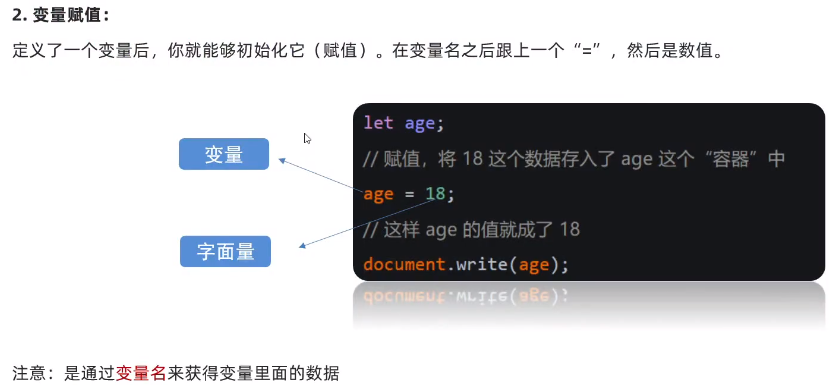 2. 变量赋值：
定义了一个变量后，你就能够初始化它（赋值）。在变量名之后跟上一个“=”，然后是数值。
变量
字面量
let age;
// 赋值，将 18 这个数据存入了 age 这个“容器”中
age = 18;
// 这样 age 的值就成了 18
document.write(age);
注意：是通过变量名来获得变量里面的数据